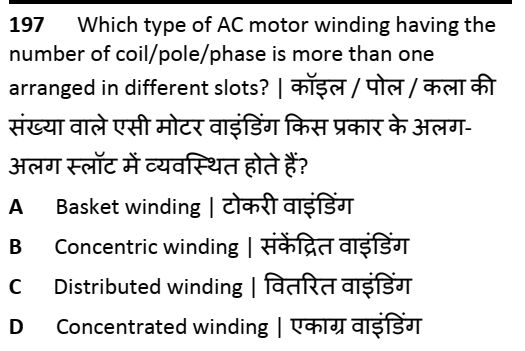 197 Which type of AC motor winding having the
number of coil/pole/phase is more than one
arranged in different slots? | कॉइल / पोल / कला की
संख्या वाले एसी मोटर वाइंडिंग किस प्रकार के अलग-
अलग स्लॉट में व्यवस्थित होते हैं?
A Basket winding | टोकरी वाइंडिंग
B Concentric winding | संकेंद्रित वाइंडिंग
C Distributed winding | वितरित वाइंडिंग
D Concentrated winding | एकाग्र वाइंडिंग